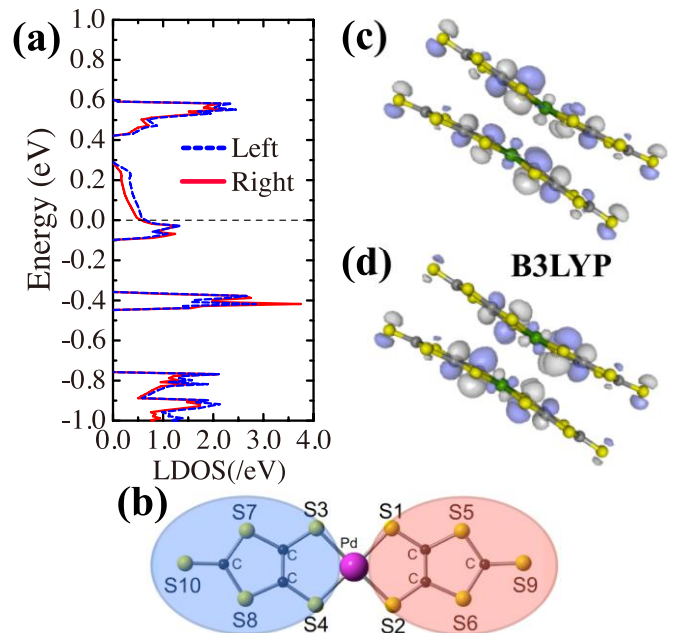 (a)
1.0
0.8
0.6
0.4
0.2
0.0
-0.2
-0.4
-0.6
-0.8
-1.0
Energy (eV)
Left
Right
0.0 1.0 2.0 3.0 4.0
LDOS(/eV)
(c)
(d)
B3LYP
(b)
S7 S3 S1 S5
Pd
C C
S10 C C S9
C C
S8 S4 S2 S6